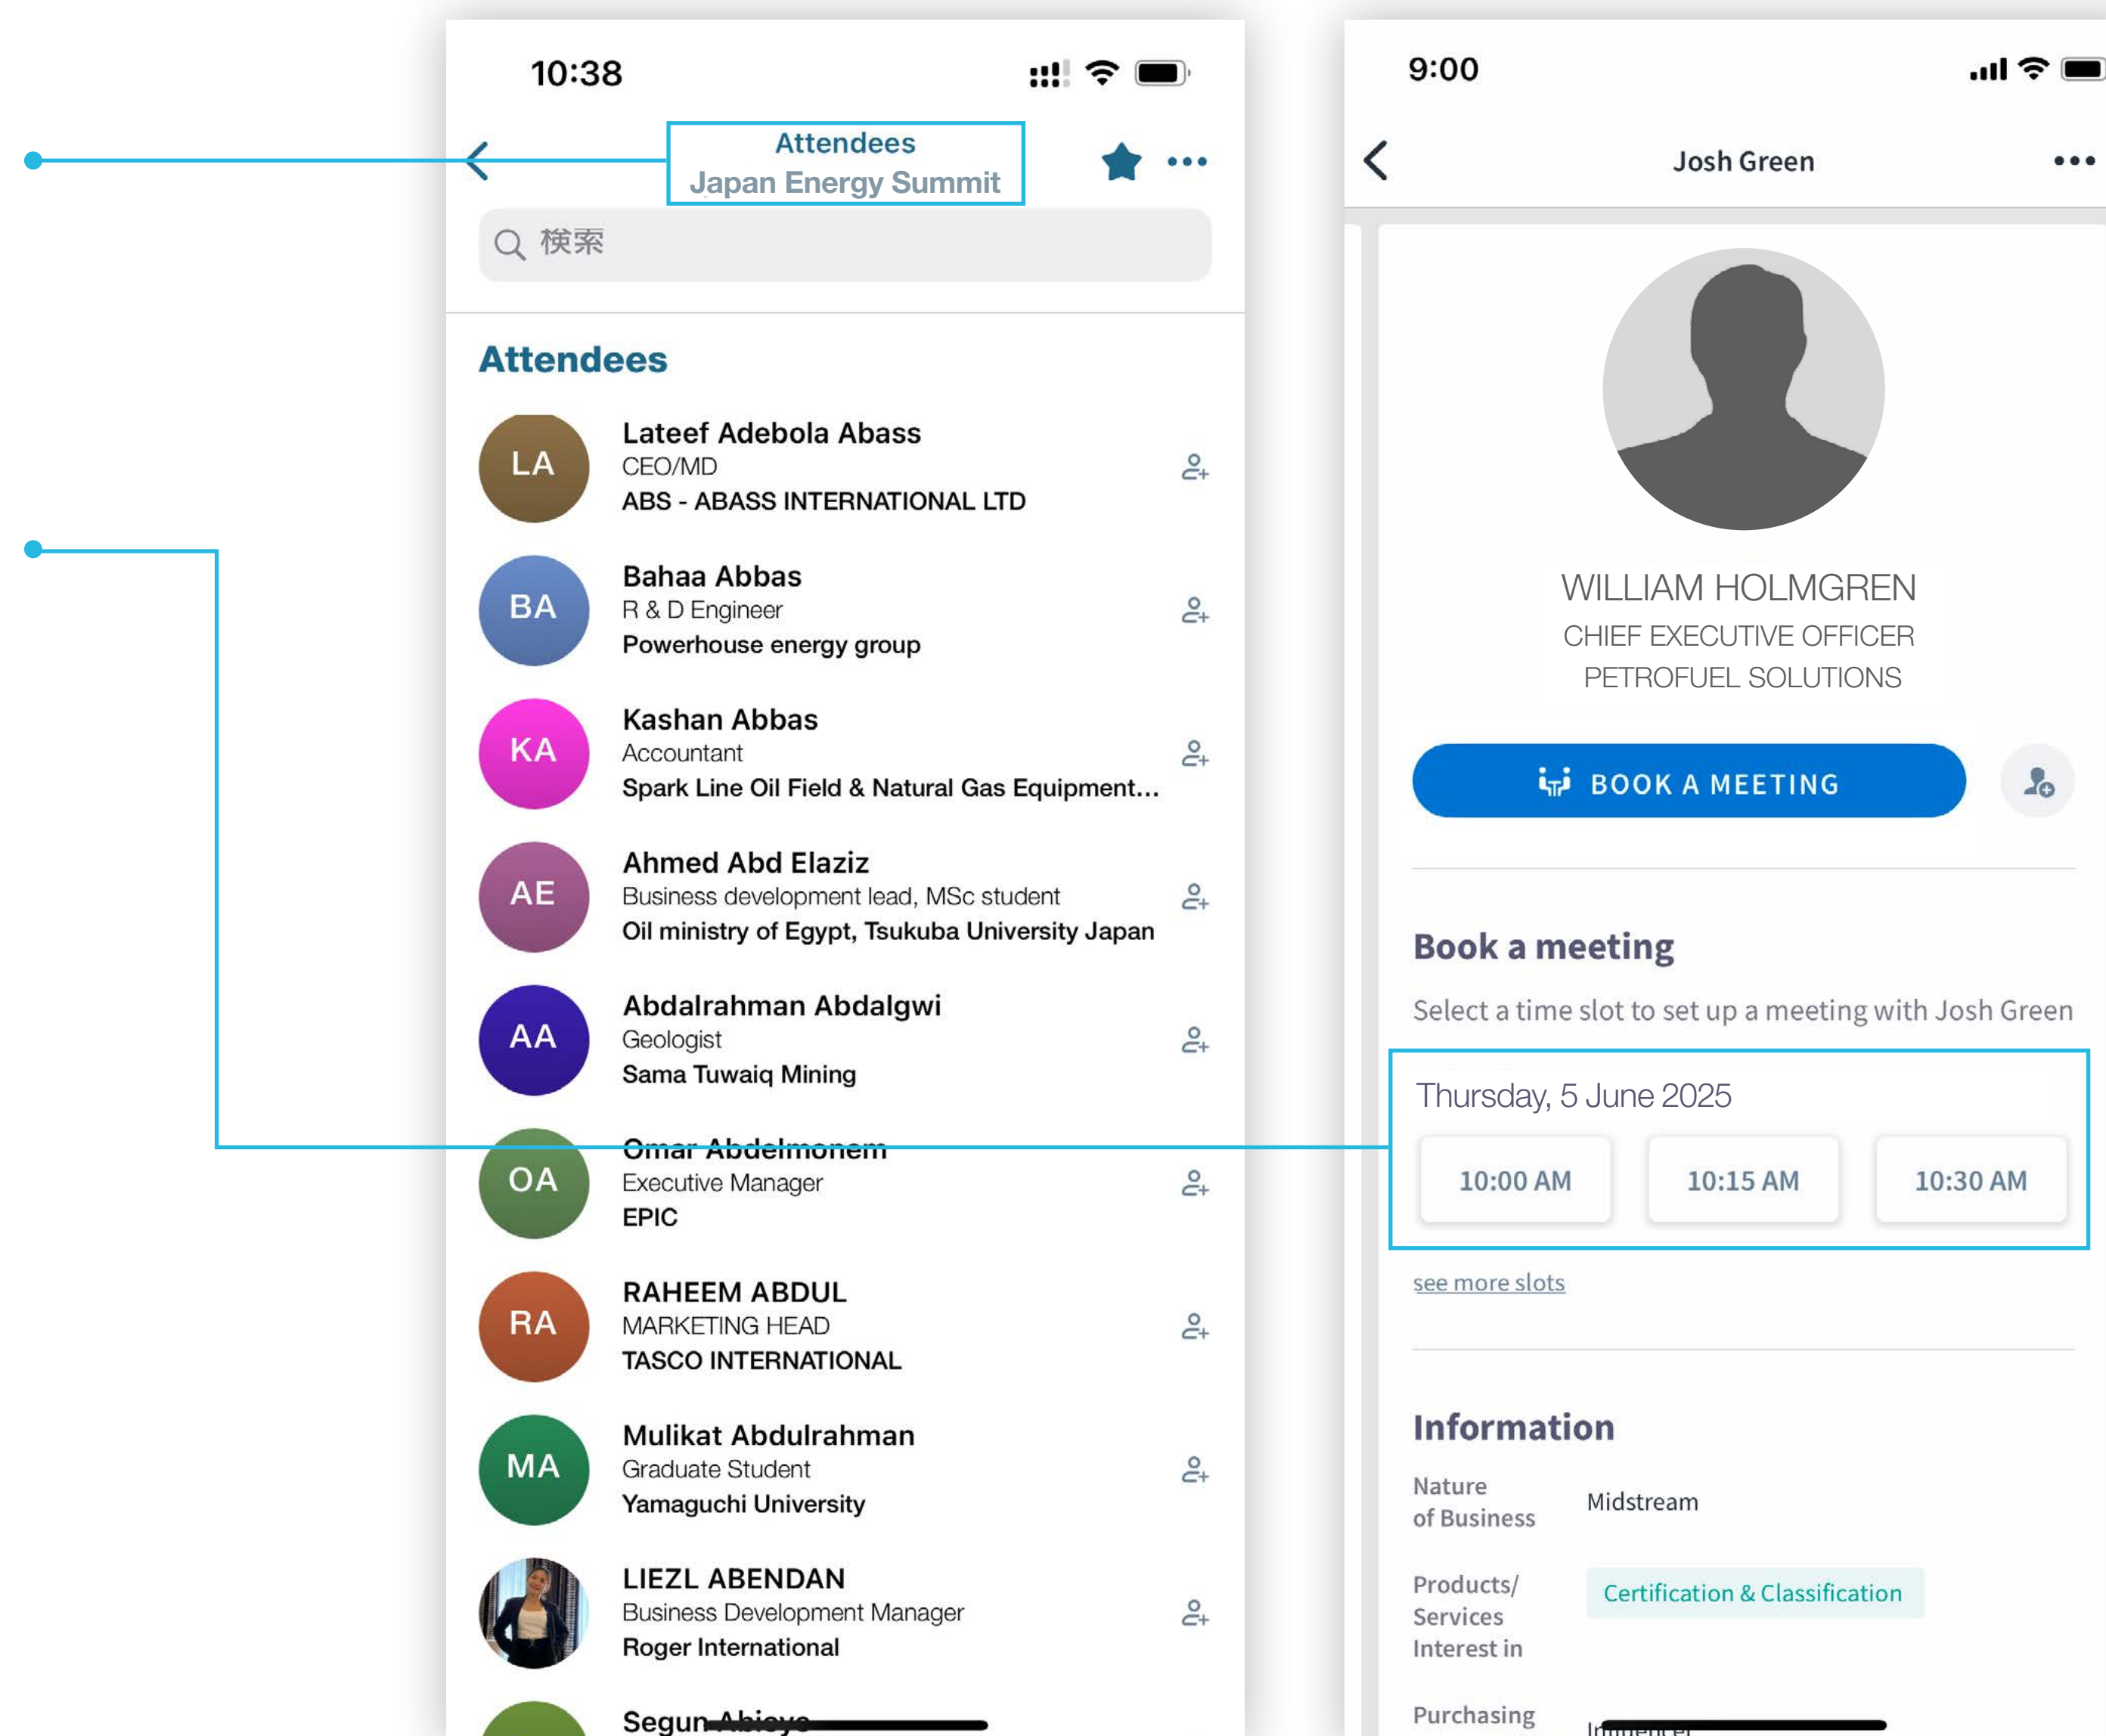 10:38
Attendees
Japan Energy Summit
検索
Attendees
LA
Lateef Adebola Abass
CEO/MD
ABS - ABASS INTERNATIONAL LTD
BA
Bahaa Abbas
R & D Engineer
Powerhouse energy group
KA
Kashan Abbas
Accountant
Spark Line Oil Field & Natural Gas Equipment...
AE
Ahmed Abd Elaziz
Business development lead, MSc student
Oil ministry of Egypt, Tsukuba University Japan
AA
Abdalrahman Abdalgwi
Geologist
Sama Tuwaiq Mining
OA
Omar Abdelmonem
Executive Manager
EPIC
RA
RAHEEM ABDUL
MARKETING HEAD
TASCO INTERNATIONAL
MA
Mulikat Abdulrahman
Graduate Student
Yamaguchi University
LIEZL ABENDAN
Business Development Manager
Roger International
Segun Abioye
9:00
Josh Green
WILLIAM HOLMGREN
CHIEF EXECUTIVE OFFICER
PETROFUEL SOLUTIONS
BOOK A MEETING
Book a meeting
Select a time slot to set up a meeting with Josh Green
Thursday, 5 June 2025
10:00 AM
10:15 AM
10:30 AM
see more slots
Information
Nature
of Business
Midstream
Products/
Services
Interest in
Certification & Classification
Purchasing
Influencer